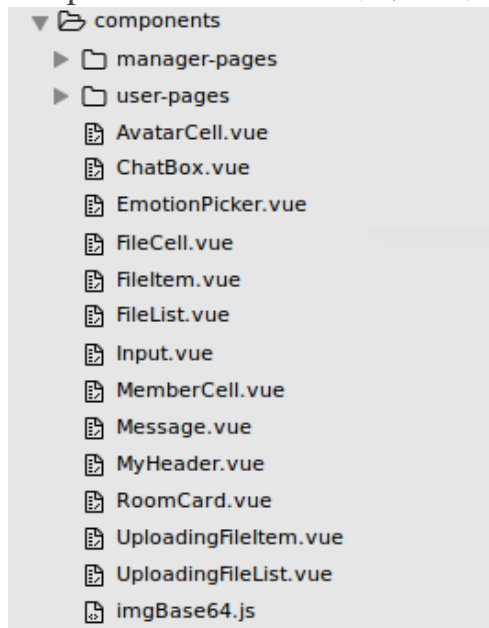 components
manager-pages
user-pages
AvatarCell.vue
ChatBox.vue
EmotionPicker.vue
FileCell.vue
FileItem.vue
FileList.vue
Input.vue
MemberCell.vue
Message.vue
MyHeader.vue
RoomCard.vue
UploadingFileItem.vue
UploadingFileList.vue
imgBase64.js